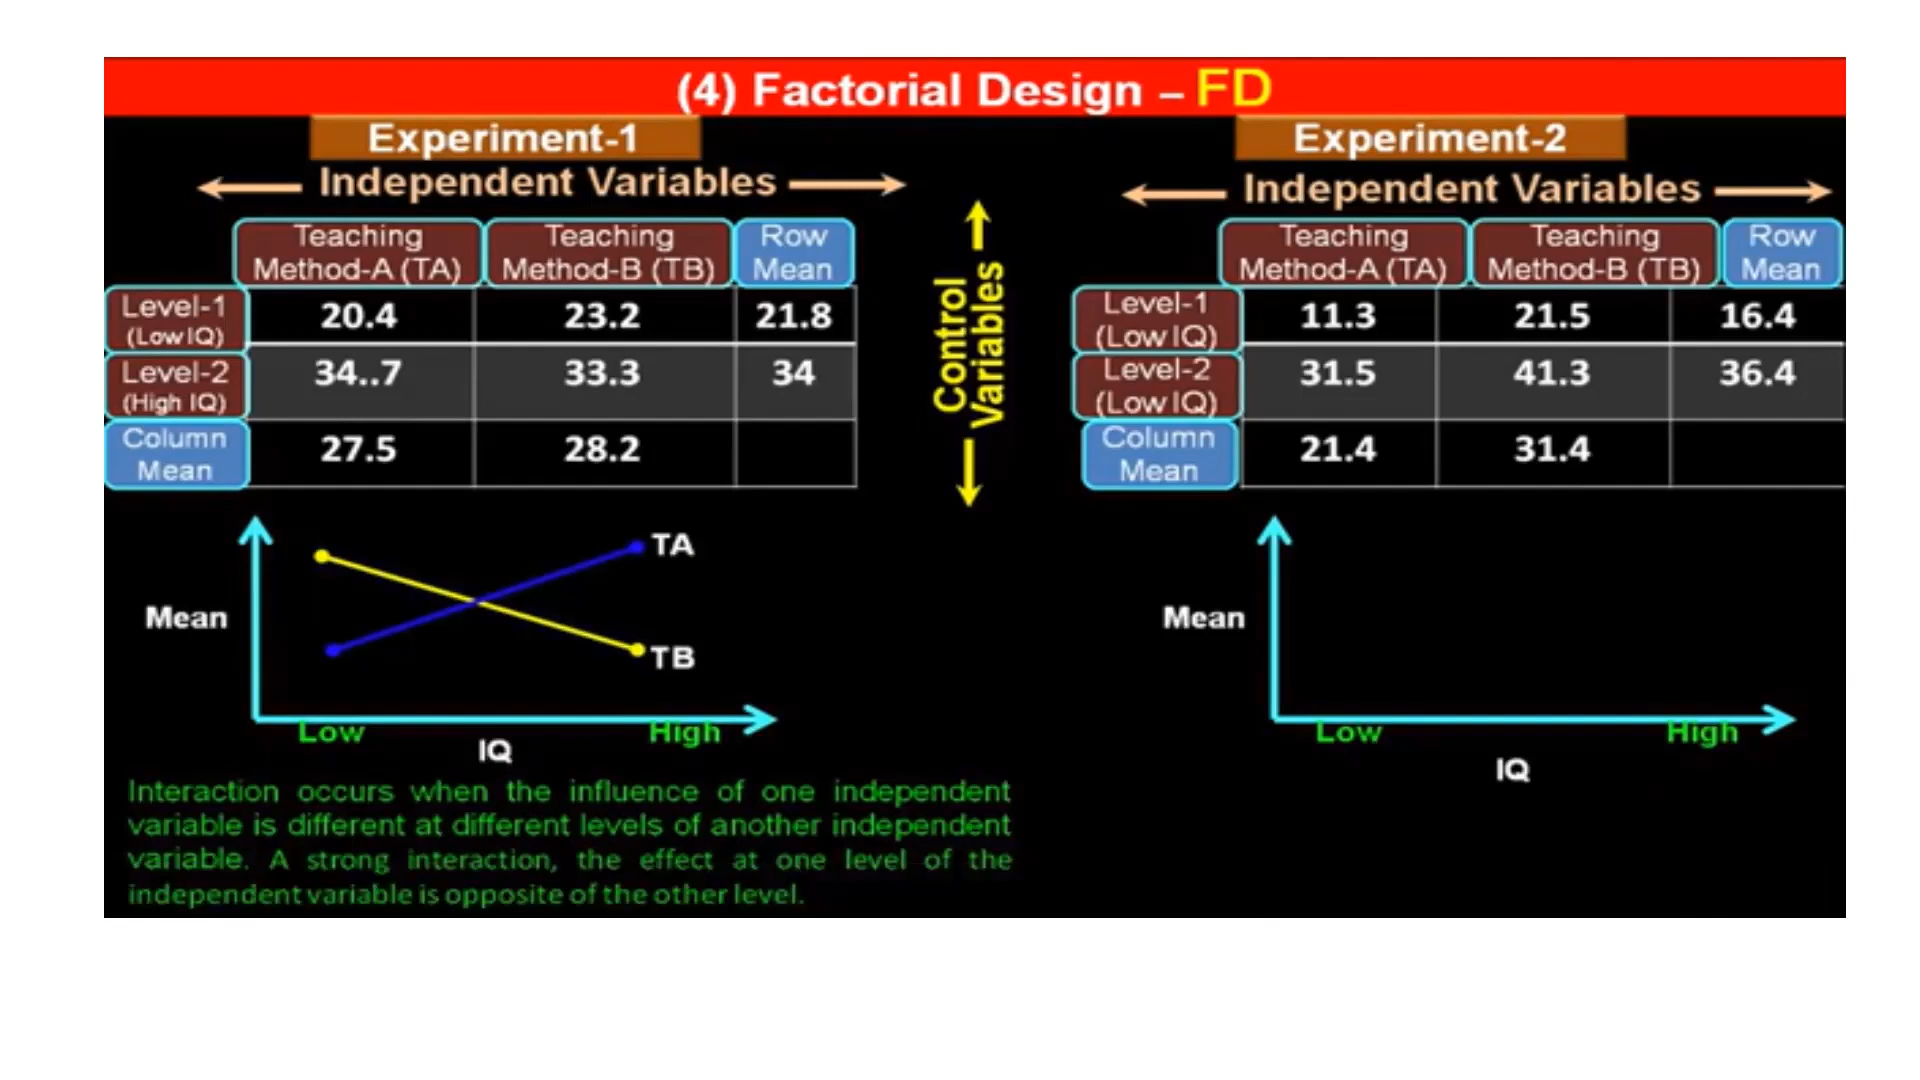 (4) Factorial Design – FD
Experiment-1
Independent Variables
Teaching Method-A (TA)
Teaching Method-B (TB)
Row Mean
Level-1 (Low IQ)
20.4
23.2
21.8
Level-2 (High IQ)
34..7
33.3
34
Column Mean
27.5
28.2
Control Variables
Experiment-2
Independent Variables
Teaching Method-A (TA)
Teaching Method-B (TB)
Row Mean
Level-1 (Low IQ)
11.3
21.5
16.4
Level-2 (Low IQ)
31.5
41.3
36.4
Column Mean
21.4
31.4
TA
Mean
TB
Low
High
IQ
Mean
Low
High
IQ
Interaction occurs when the influence of one independent
variable is different at different levels of another independent
variable. A strong interaction, the effect at one level of the
independent variable is opposite of the other level.